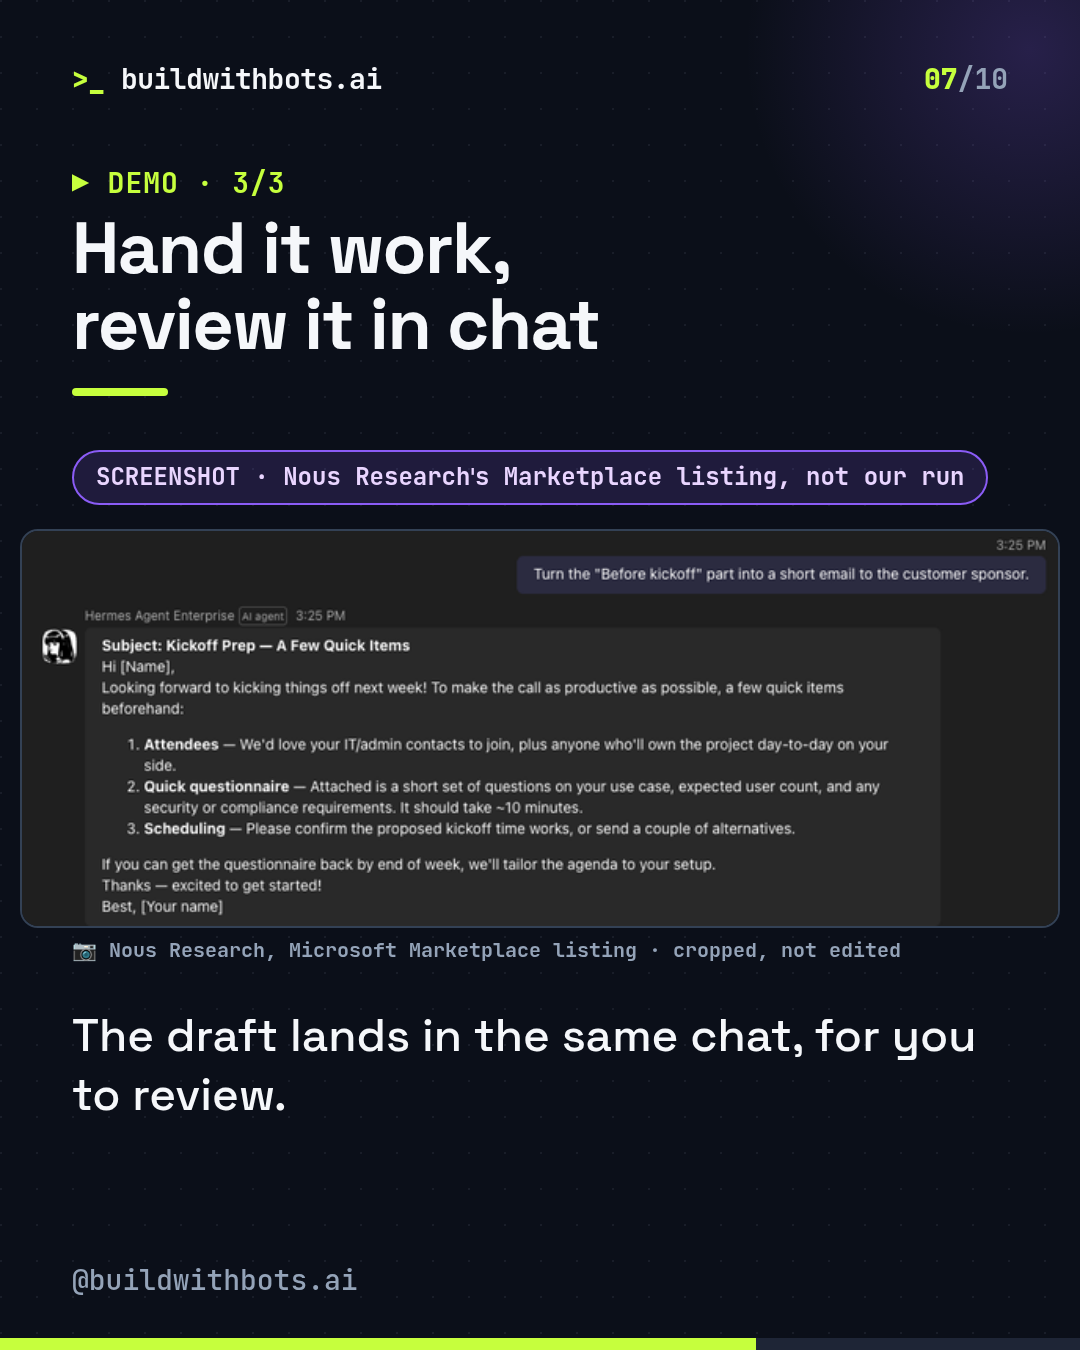 >_ buildwithbots.ai
07/10
▶ DEMO · 3/3
Hand it work,
review it in chat
SCREENSHOT · Nous Research's Marketplace listing, not our run
3:25 PM
Turn the "Before kickoff" part into a short email to the customer sponsor.
Hermes Agent Enterprise AI agent 3:25 PM
Subject: Kickoff Prep — A Few Quick Items
Hi [Name],
Looking forward to kicking things off next week! To make the call as productive as possible, a few quick items
beforehand:
1. Attendees — We'd love your IT/admin contacts to join, plus anyone who'll own the project day-to-day on your
side.
2. Quick questionnaire — Attached is a short set of questions on your use case, expected user count, and any
security or compliance requirements. It should take ~10 minutes.
3. Scheduling — Please confirm the proposed kickoff time works, or send a couple of alternatives.
If you can get the questionnaire back by end of week, we'll tailor the agenda to your setup.
Thanks — excited to get started!
Best, [Your name]
📷 Nous Research, Microsoft Marketplace listing · cropped, not edited
The draft lands in the same chat, for you
to review.
@buildwithbots.ai